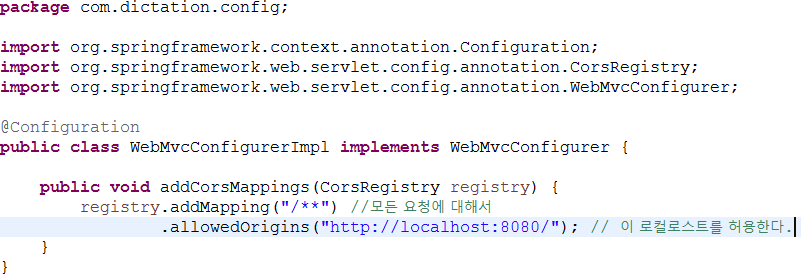 package com.dictation.config;
import org.springframework.context.annotation.Configuration;
import org.springframework.web.servlet.config.annotation.CorsRegistry;
import org.springframework.web.servlet.config.annotation.WebMvcConfigurer;
@Configuration
public class WebMvcConfigurerImpl implements WebMvcConfigurer {
public void addCorsMappings(CorsRegistry registry) {
registry.addMapping("/**") //모든 요청에 대해서
.allowedOrigins("http://localhost:8080/"); // 이 로컬로스트를 허용한다.
}
}